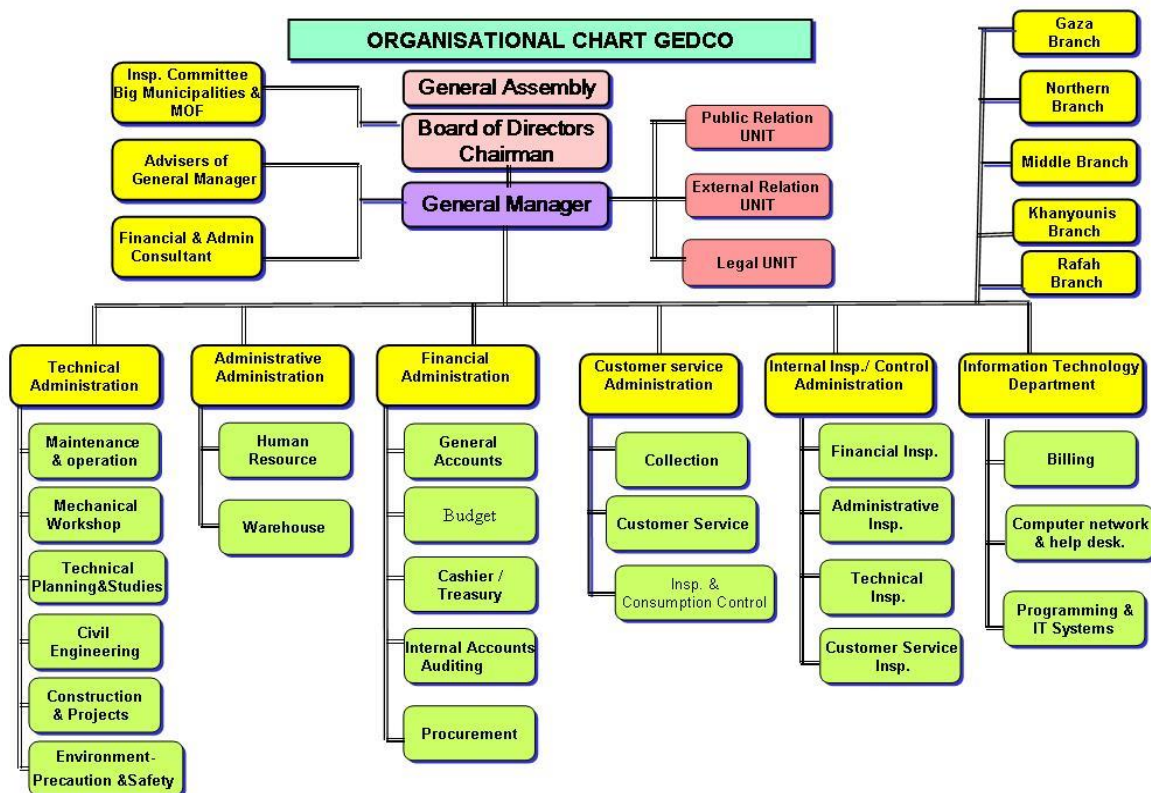 ORGANISATIONAL CHART GEDCO
Insp. Committee
Big Municipalities &
MOF
Advisers of
General Manager
Financial & Admin
Consultant
General Assembly
Board of Directors
Chairman
General Manager
Public Relation
UNIT
External Relation
UNIT
Legal UNIT
Gaza
Branch
Northern
Branch
Middle Branch
Khanyounis
Branch
Rafah
Branch
Technical
Administration
Maintenance
& operation
Mechanical
Workshop
Technical
Planning&Studies
Civil
Engineering
Construction
& Projects
Environment-
Precaution &Safety
Administrative
Administration
Human
Resource
Warehouse
Financial
Administration
General
Accounts
Budget
Cashier /
Treasury
Internal Accounts
Auditing
Procurement
Customer service
Administration
Collection
Customer Service
Insp. &
Consumption Control
Internal Insp./ Control
Administration
Financial Insp.
Administrative
Insp.
Technical
Insp.
Customer Service
Insp.
Information Technology
Department
Billing
Computer network
& help desk.
Programming &
IT Systems